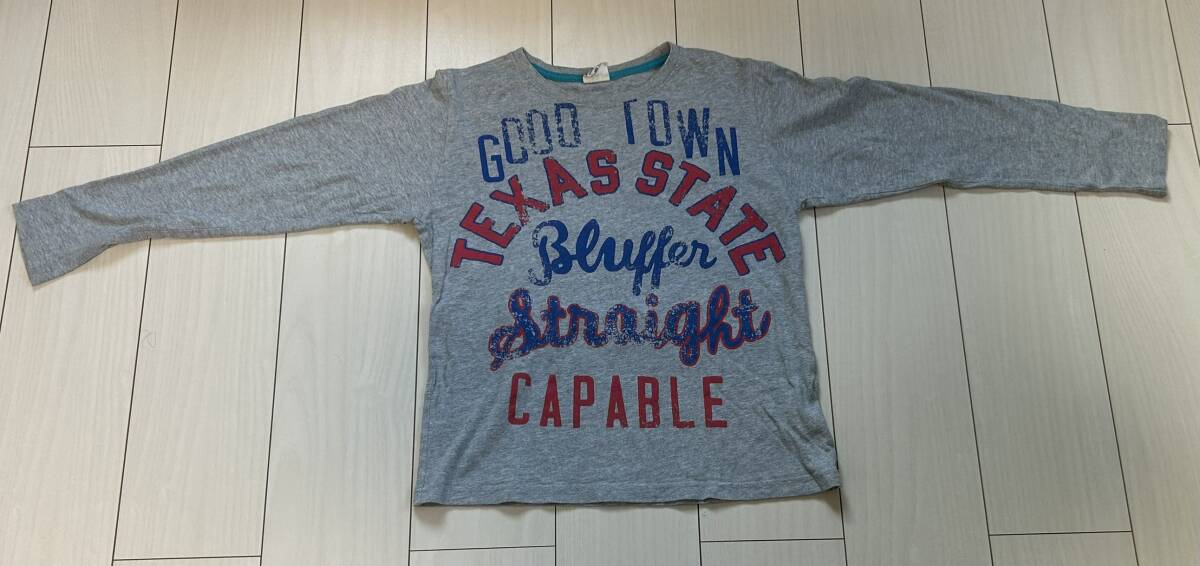 GOOD TOWN
TEXAS STATE
Bluffer
Straight
CAPABLE